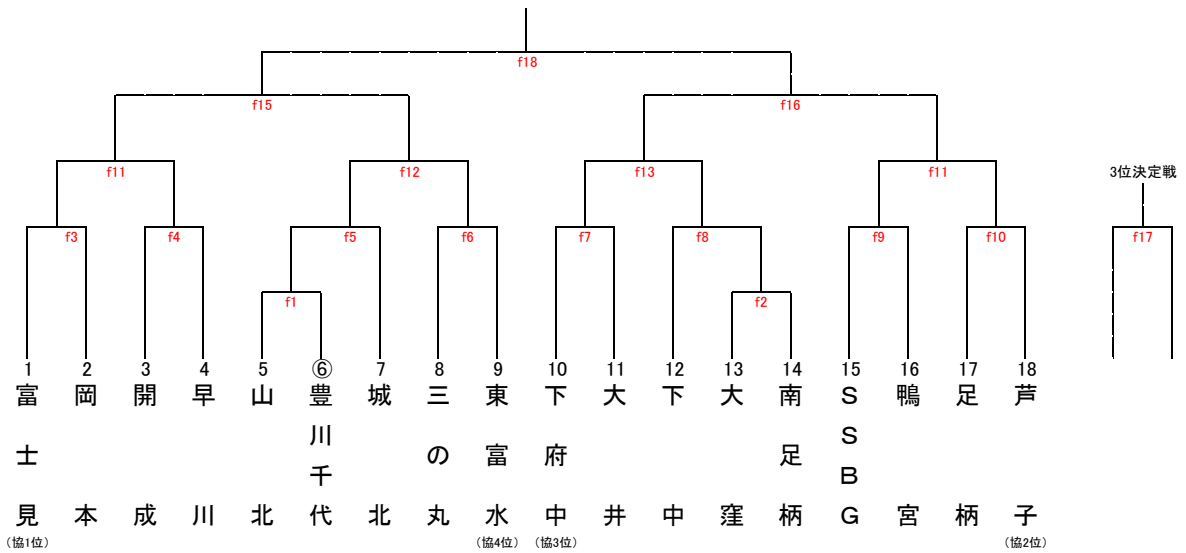 f18
f15 f16
f11 f12 f13 f11
3位決定戦
f3 f4 f5 f6 f7 f8 f9 f10 f17
f1 f2
1 2 3 4 5 ⑥ 7 8 9 10 11 12 13 14 15 16 17 18
富士見
(協1位)
岡本
開成
早川
山北
豊川千代
城北
三の丸
東富水
(協4位)
下府中
(協3位)
大井
下中
大窪
南足柄
SSBG
鴨宮
足柄
芦子
(協2位)